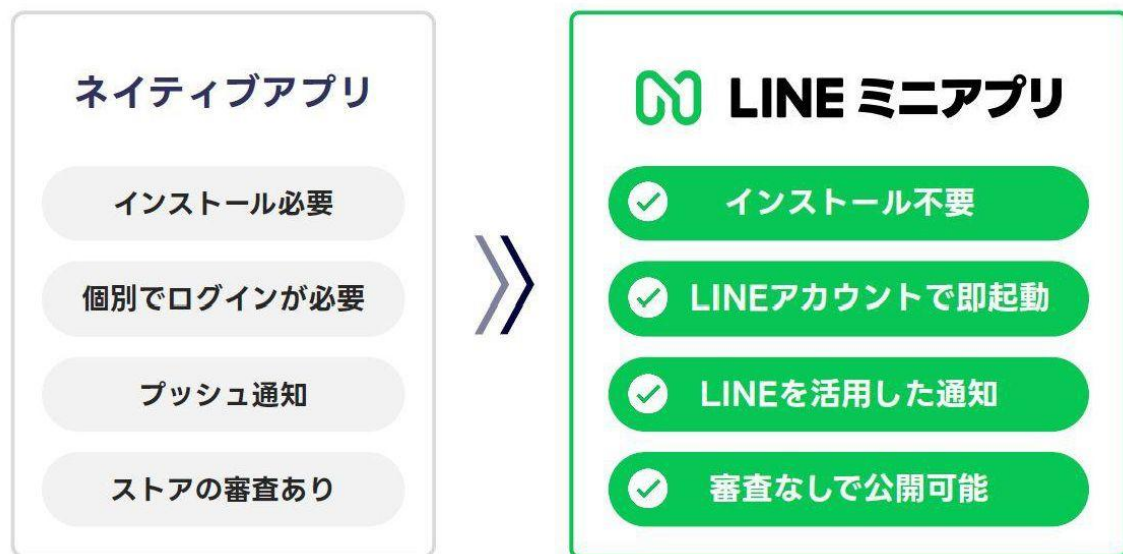 ネイティブアプリ
インストール必要
個別でログインが必要
プッシュ通知
ストアの審査あり
LINE ミニアプリ
インストール不要
LINEアカウントで即起動
LINEを活用した通知
審査なしで公開可能